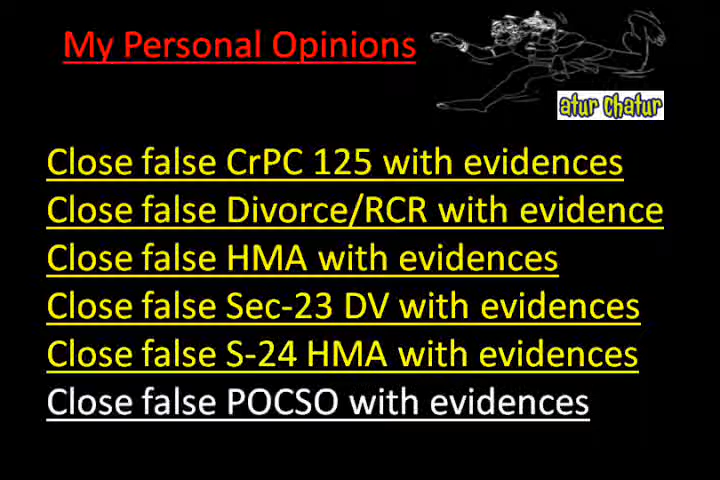 My Personal Opinions
atur Chatur
Close false CrPC 125 with evidences
Close false Divorce/RCR with evidence
Close false HMA with evidences
Close false Sec-23 DV with evidences
Close false S-24 HMA with evidences
Close false POCSO with evidences